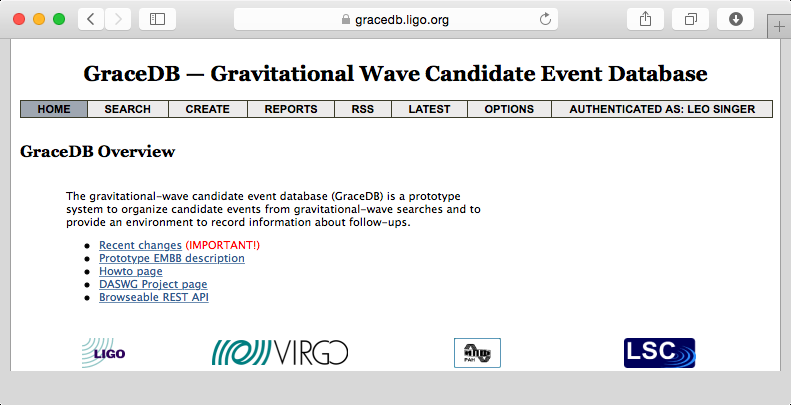 gracedb.ligo.org
GraceDB — Gravitational Wave Candidate Event Database
HOME SEARCH CREATE REPORTS RSS LATEST OPTIONS AUTHENTICATED AS: LEO SINGER
GraceDB Overview
The gravitational-wave candidate event database (GraceDB) is a prototype
system to organize candidate events from gravitational-wave searches and to
provide an environment to record information about follow-ups.
Recent changes (IMPORTANT!)
Prototype EMBB description
Howto page
DASWG Project page
Browseable REST API
LIGO VIRGO PAH LSC